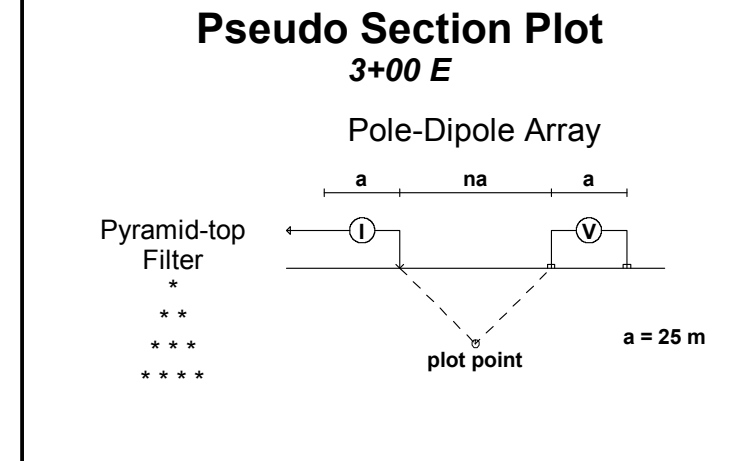 Pseudo Section Plot
3+00 E
Pole-Dipole Array
a na a
Pyramid-top
Filter
*
* *
* * *
* * * *
I V
plot point
a = 25 m